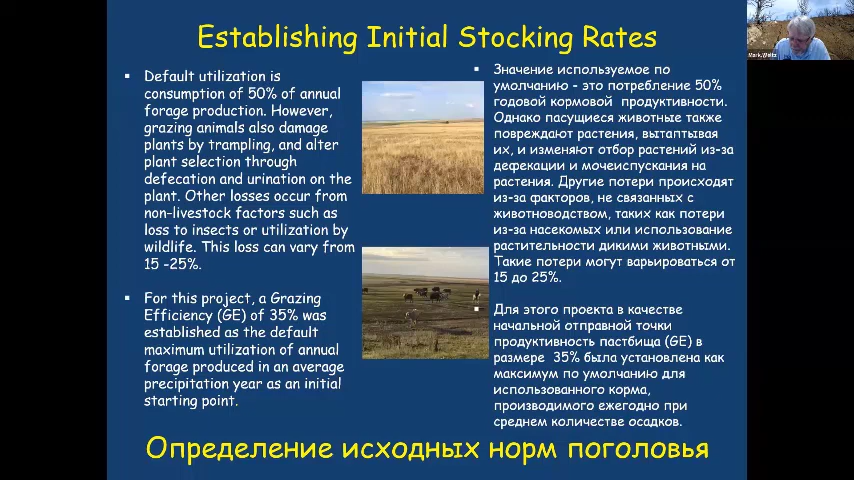 Establishing Initial Stocking Rates
▪ Default utilization is
consumption of 50% of annual
forage production. However,
grazing animals also damage
plants by trampling, and alter
plant selection through
defecation and urination on the
plant. Other losses occur from
non-livestock factors such as
loss to insects or utilization by
wildlife. This loss can vary from
15 -25%.
▪ For this project, a Grazing
Efficiency (GE) of 35% was
established as the default
maximum utilization of annual
forage produced in an average
precipitation year as an initial
starting point.
▪ Значение используемое по
умолчанию - это потребление 50%
годовой кормовой продуктивности.
Однако пасущиеся животные также
повреждают растения, вытаптывая
их, и изменяют отбор растений из-за
дефекации и мочеиспускания на
растения. Другие потери происходят
из-за факторов, не связанных с
животноводством, таких как потери
из-за насекомых или использование
растительности дикими животными.
Такие потери могут варьироваться от
15 до 25%.
▪ Для этого проекта в качестве
начальной отправной точки
продуктивность пастбища (GE) в
размере 35% была установлена как
максимум по умолчанию для
использованного корма,
производимого ежегодно при
среднем количестве осадков.
Определение исходных норм поголовья
Mark.Weltz